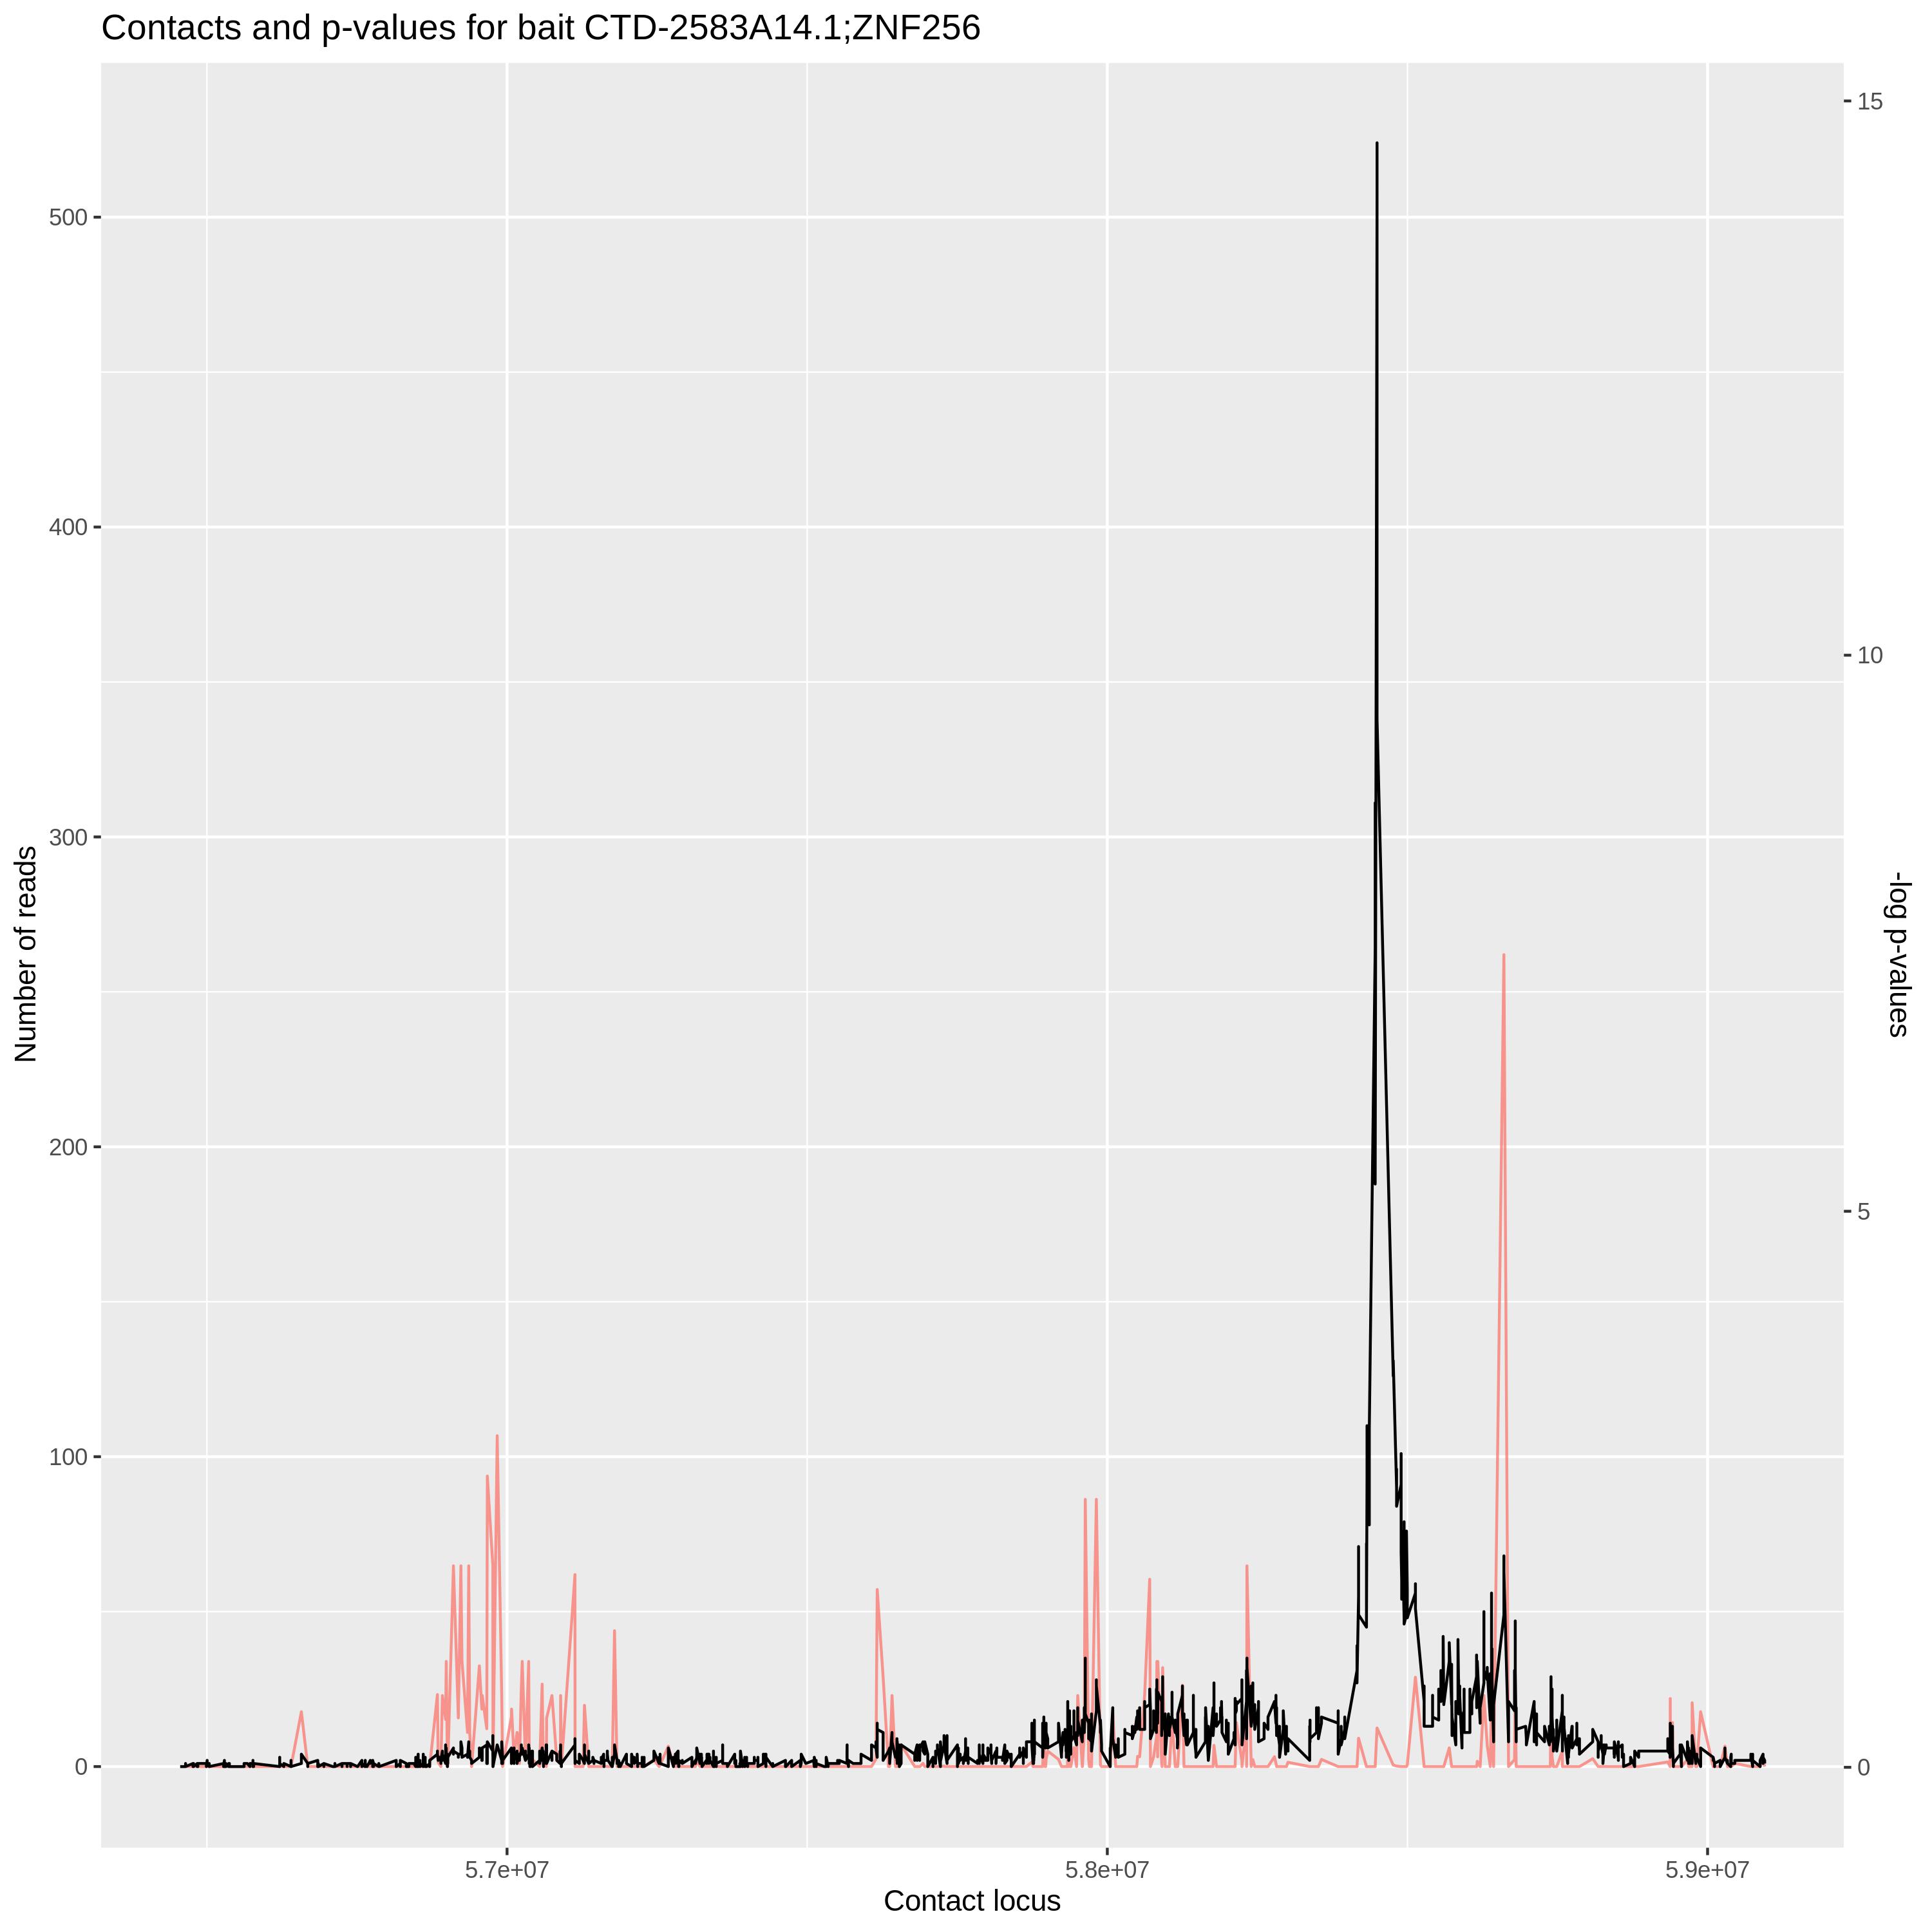 Contacts and p-values for bait CTD-2583A14.1;ZNF256
Number of reads
500
400
300
200
100
0
15
10
5
0
-log p-values
5.7e+07
5.8e+07
5.9e+07
Contact locus